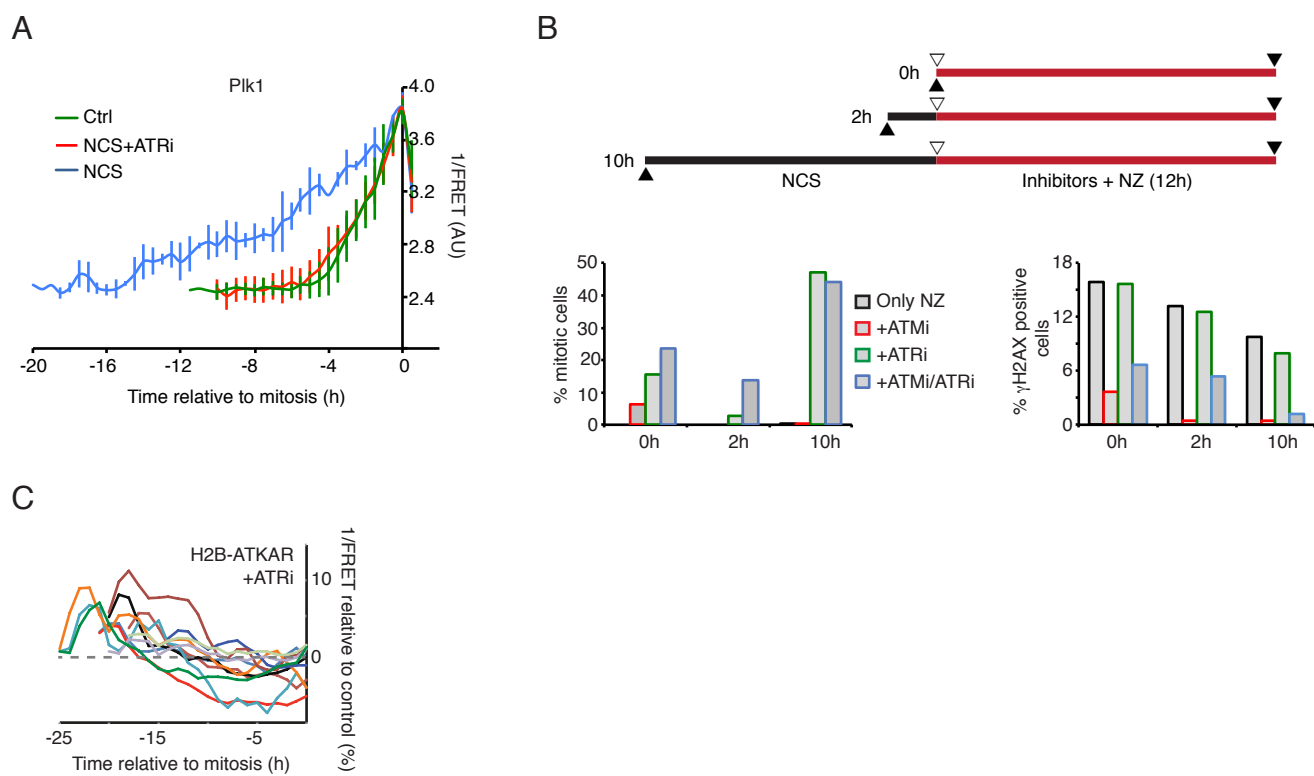 A
Plk1
Ctrl
NCS+ATRi
NCS
4.0
3.6
3.2
2.8
2.4
1/FRET (AU)
-20
-16
-12
-8
-4
0
Time relative to mitosis (h)
B
0h
2h
10h
NCS
Inhibitors + NZ (12h)
50
40
30
20
10
0
% mitotic cells
0h
2h
10h
Only NZ
+ATMi
+ATRi
+ATMi/ATRi
18
12
6
0
% γH2AX positive
cells
0h
2h
10h
C
H2B-ATKAR
+ATRi
10
0
1/FRET relative to control (%)
-25
-15
-5
Time relative to mitosis (h)